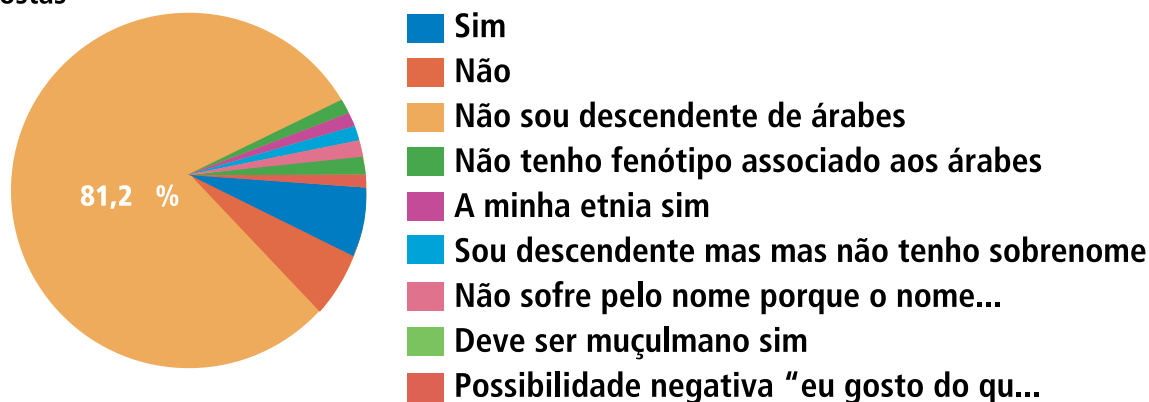 Sim
Não
Não sou descendente de árabes
Não tenho fenótipo associado aos árabes
A minha etnia sim
Sou descendente mas mas não tenho sobrenome
Não sofre pelo nome porque o nome...
Deve ser muçulmano sim
Possibilidade negativa “eu gosto do qu...
81,2 %